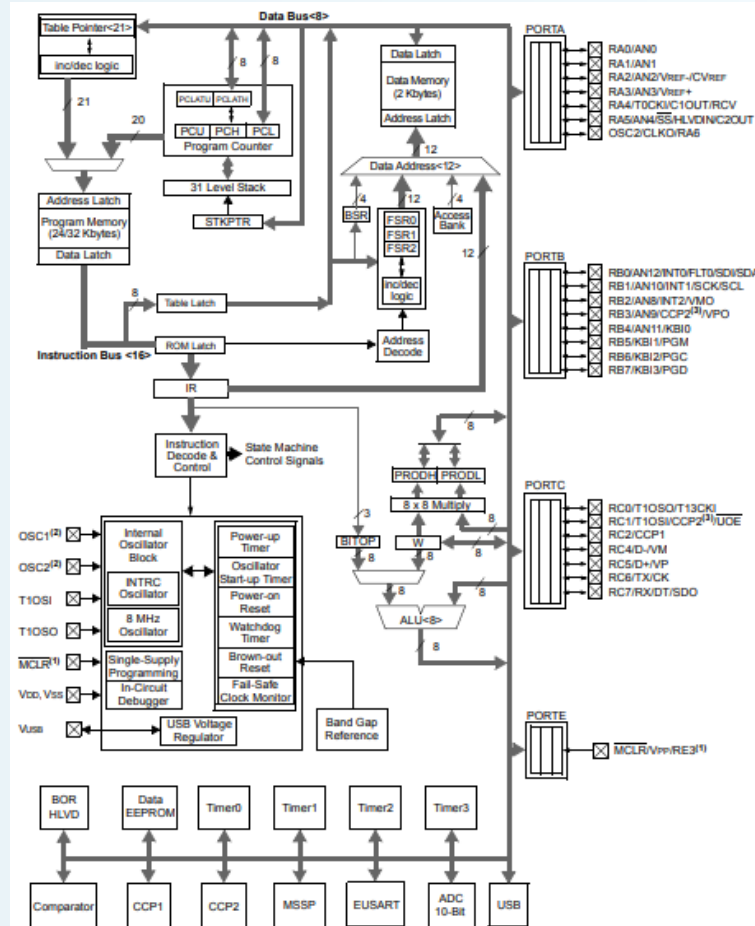 Data Bus<8>
Table Pointer<21>
inc/dec logic
21
20
8
8
PCLATU PCLATH
PCU PCH PCL
Program Counter
31 Level Stack
STKPTR
Data Latch
Data Memory
(2 Kbytes)
Address Latch
12
Data Address<12>
4
12
4
BSR
FSR0
FSR1
FSR2
inc/dec
logic
Access
Bank
12
Address Latch
Program Memory
(24/32 Kbytes)
Data Latch
8
Table Latch
Instruction Bus <16>
ROM Latch
Address
Decode
IR
Instruction
Decode &
Control
State Machine
Control Signals
8
PRODH PRODL
8 x 8 Multiply
3
8
BITOP
W
8
8
8
8
8
ALU<8>
8
OSC1(2)
OSC2(2)
T1OSI
T1OSO
MCLR(1)
VDD, VSS
VUSB
Internal
Oscillator
Block
INTRC
Oscillator
8 MHz
Oscillator
Single-Supply
Programming
In-Circuit
Debugger
Power-up
Timer
Oscillator
Start-up Timer
Power-on
Reset
Watchdog
Timer
Brown-out
Reset
Fail-Safe
Clock Monitor
USB Voltage
Regulator
Band Gap
Reference
PORTA
RA0/AN0
RA1/AN1
RA2/AN2/VREF-/CVREF
RA3/AN3/VREF+
RA4/T0CKI/C1OUT/RCV
RA5/AN4/SS/HLVDIN/C2OUT
OSC2/CLKO/RA6
PORTB
RB0/AN12/INT0/FLT0/SDI/SDA
RB1/AN10/INT1/SCK/SCL
RB2/AN8/INT2/VMO
RB3/AN9/CCP2(3)/VPO
RB4/AN11/KBI0
RB5/KBI1/PGM
RB6/KBI2/PGC
RB7/KBI3/PGD
PORTC
RC0/T1OSO/T13CKI
RC1/T1OSI/CCP2(3)/UOE
RC2/CCP1
RC4/D-/VM
RC5/D+/VP
RC6/TX/CK
RC7/RX/DT/SDO
PORTE
MCLR/VPP/RE3(1)
BOR
HLVD
Data
EEPROM
Timer0
Timer1
Timer2
Timer3
Comparator
CCP1
CCP2
MSSP
EUSART
ADC
10-Bit
USB